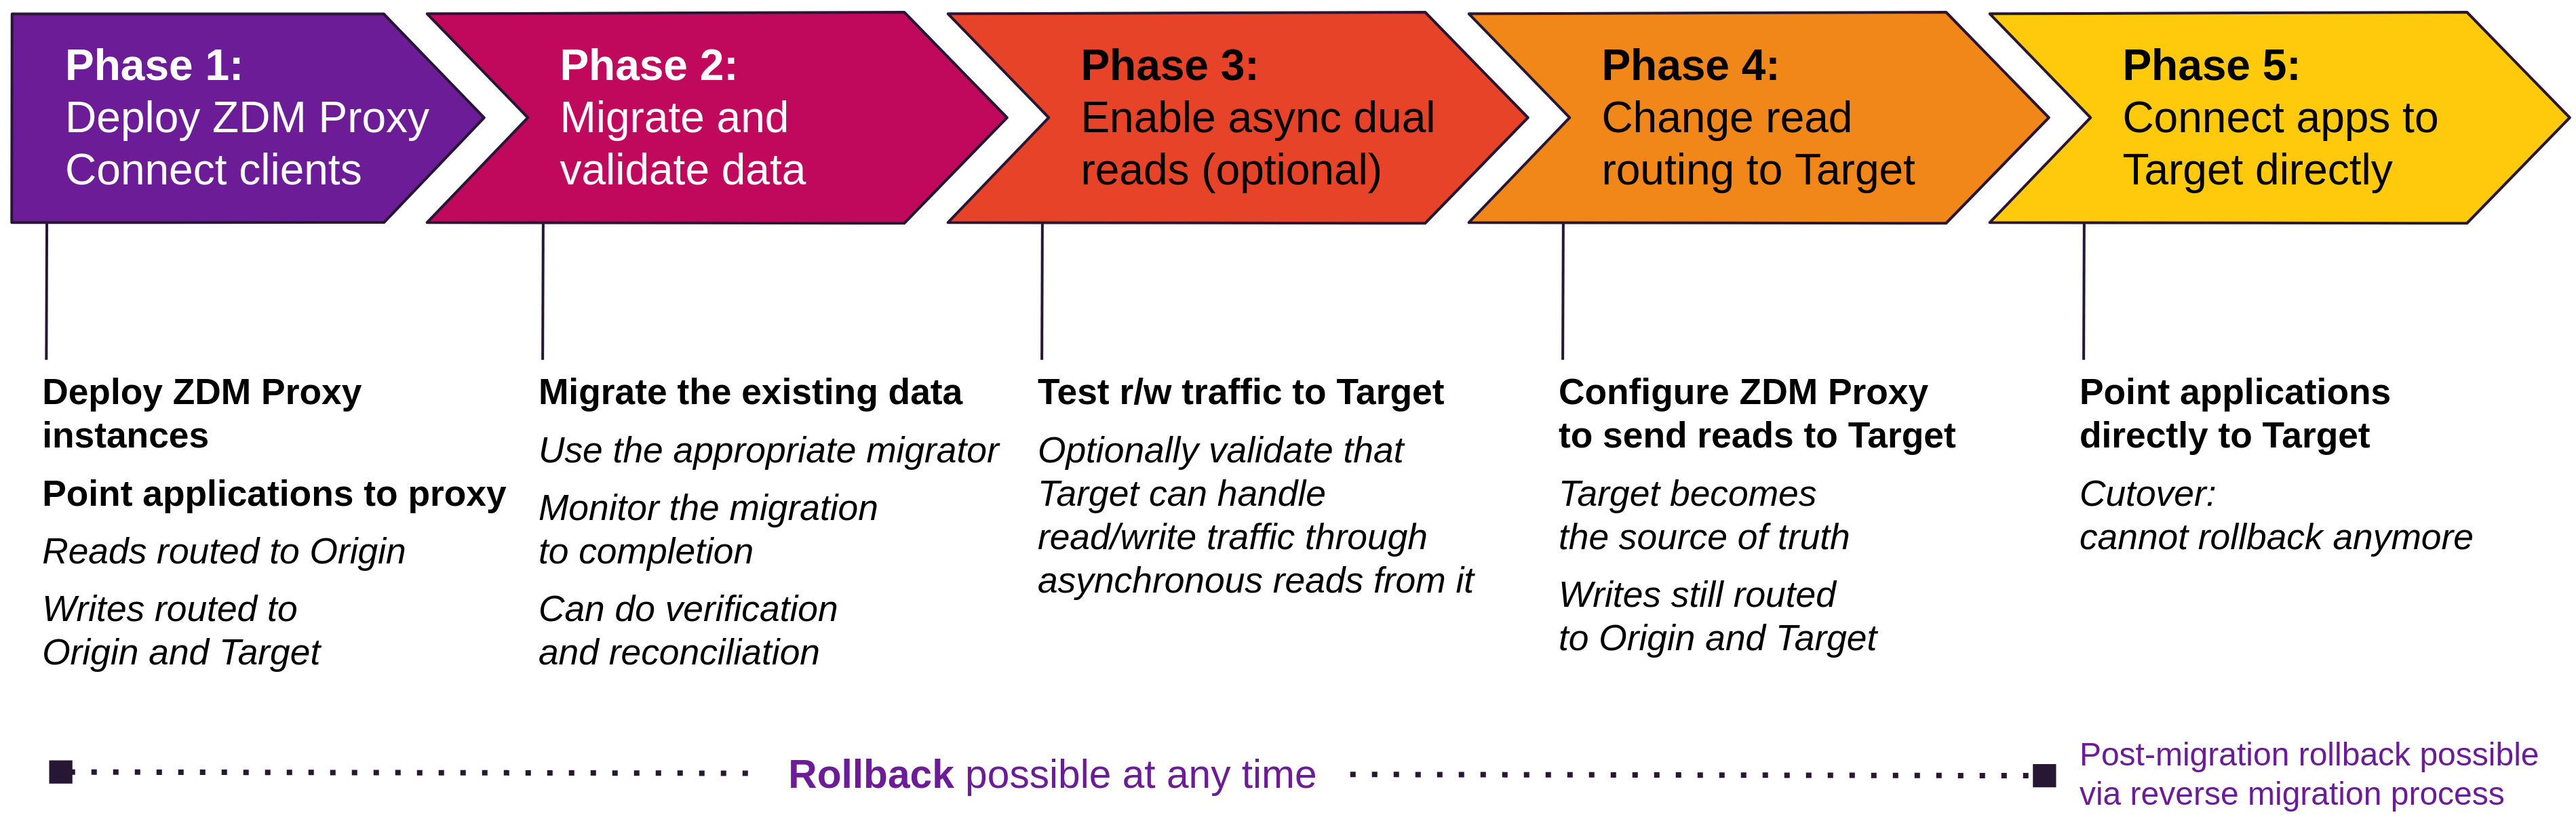 Phase 1:
Deploy ZDM Proxy
Connect clients
Phase 2:
Migrate and
validate data
Phase 3:
Enable async dual
reads (optional)
Phase 4:
Change read
routing to Target
Phase 5:
Connect apps to
Target directly
Deploy ZDM Proxy
instances
Point applications to proxy
Reads routed to Origin
Writes routed to
Origin and Target
Migrate the existing data
Use the appropriate migrator
Monitor the migration
to completion
Can do verification
and reconciliation
Test r/w traffic to Target
Optionally validate that
Target can handle
read/write traffic through
asynchronous reads from it
Configure ZDM Proxy
to send reads to Target
Target becomes
the source of truth
Writes still routed
to Origin and Target
Point applications
directly to Target
Cutover:
cannot rollback anymore
Rollback possible at any time
Post-migration rollback possible
via reverse migration process